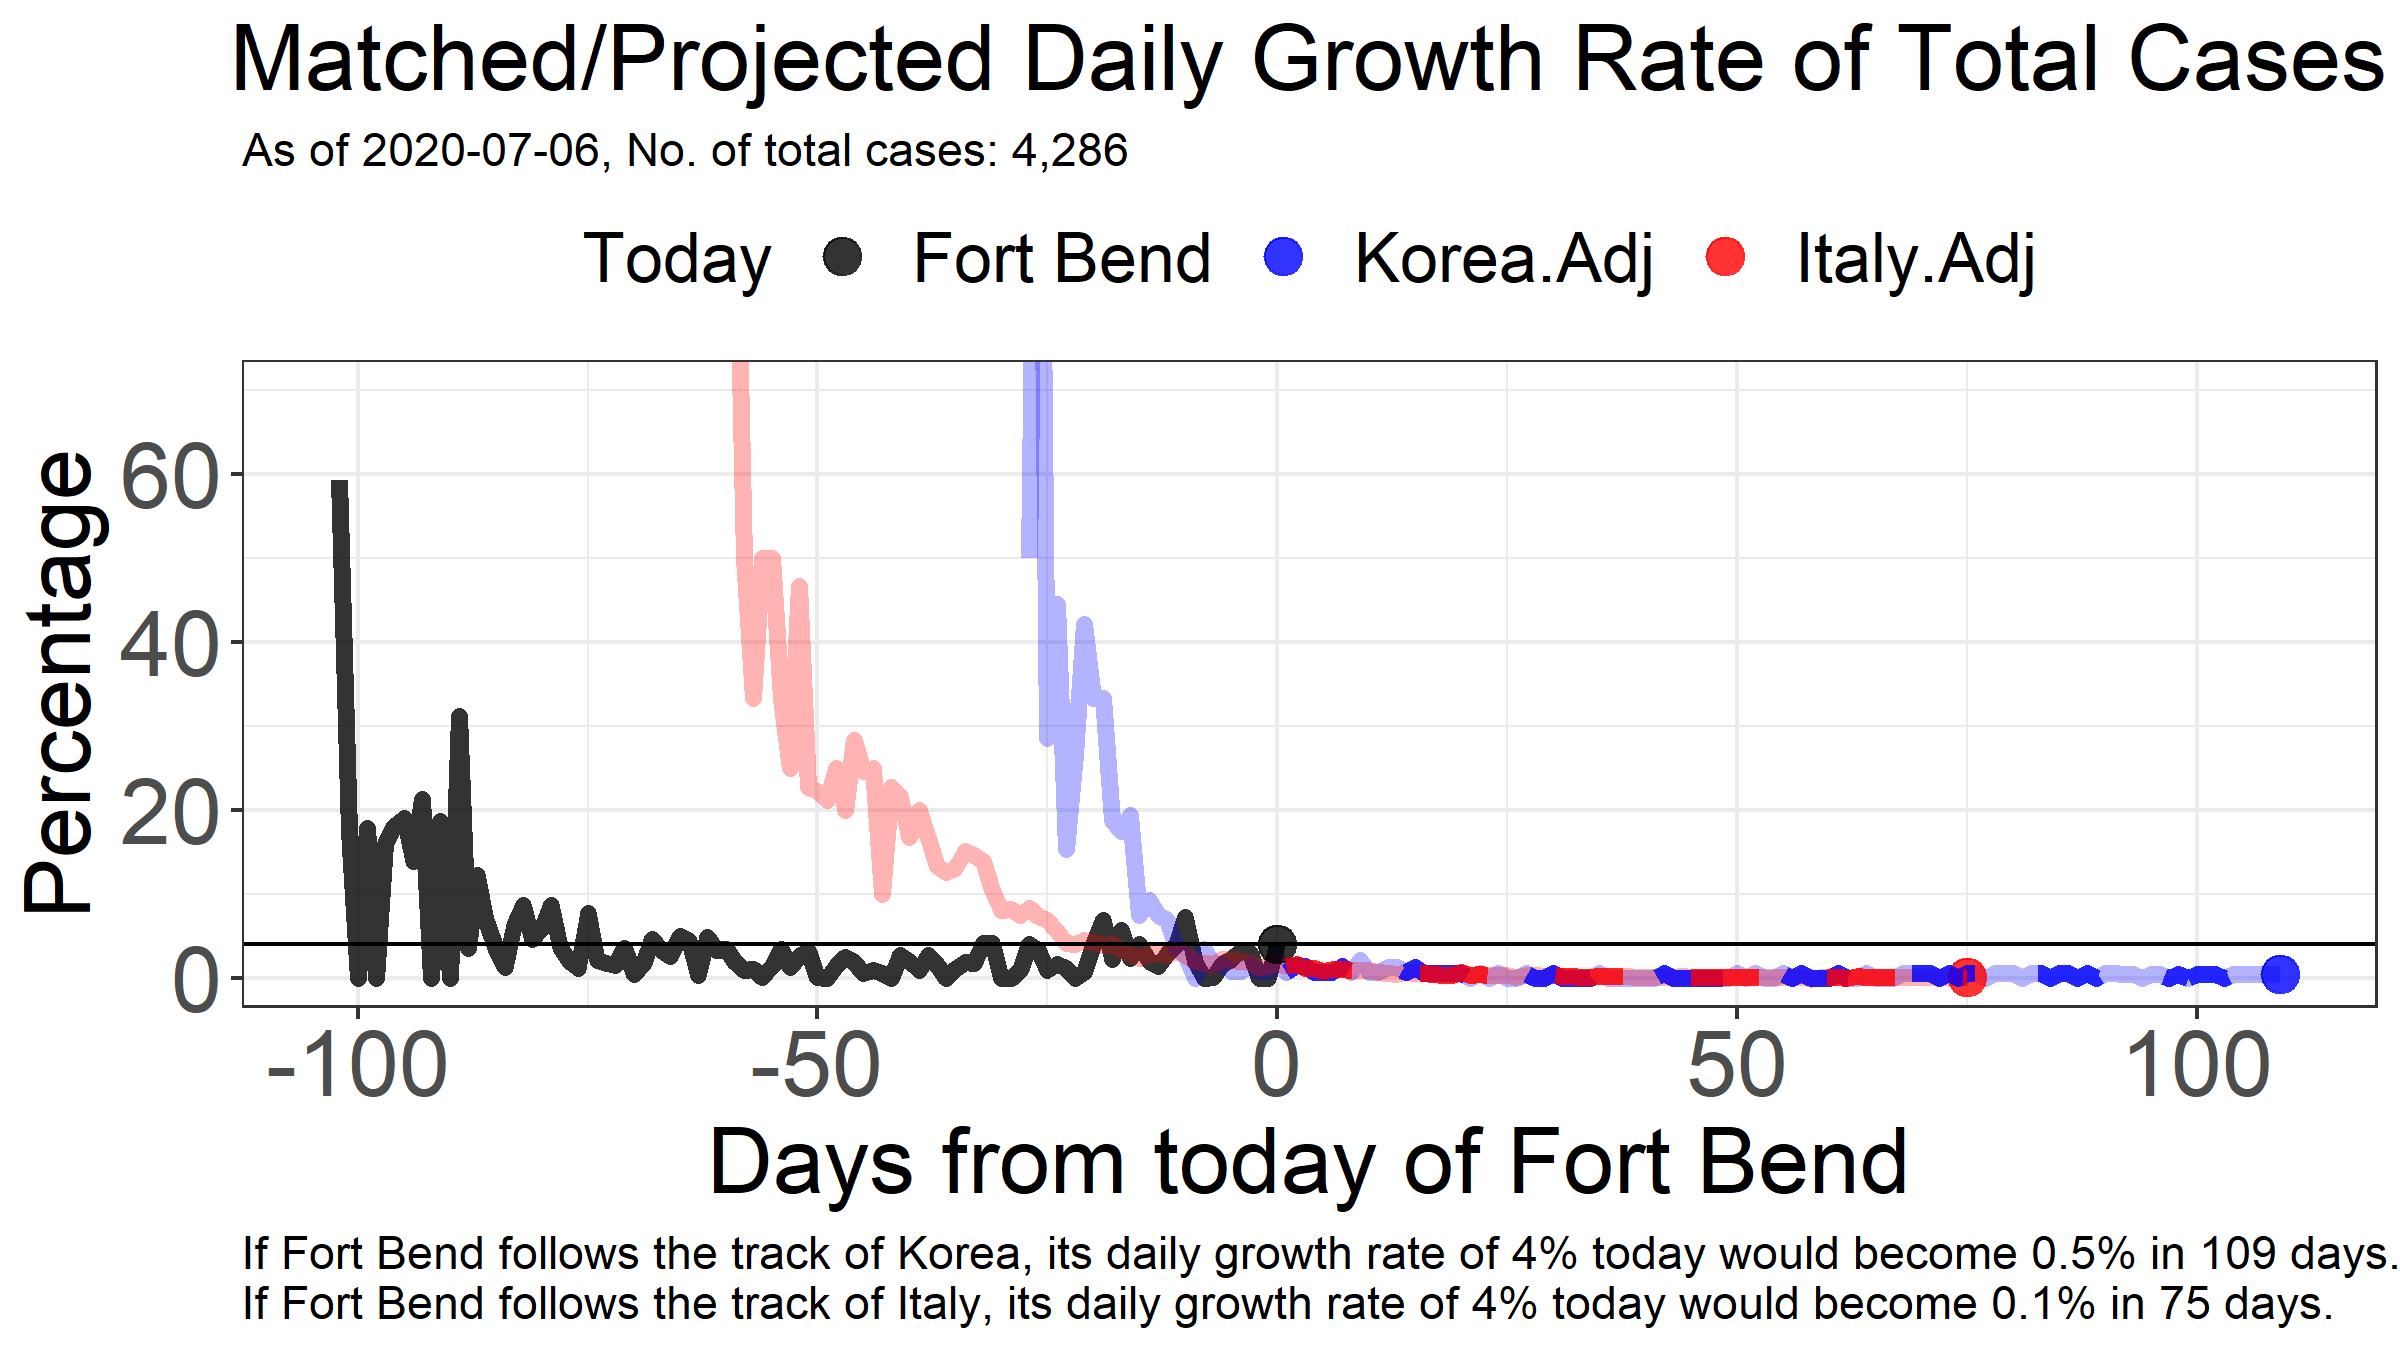 Matched/Projected Daily Growth Rate of Total Cases
As of 2020-07-06, No. of total cases: 4,286
Today Fort Bend Korea.Adj Italy.Adj
Percentage
60
40
20
0
-100 -50 0 50 100
Days from today of Fort Bend
If Fort Bend follows the track of Korea, its daily growth rate of 4% today would become 0.5% in 109 days.
If Fort Bend follows the track of Italy, its daily growth rate of 4% today would become 0.1% in 75 days.